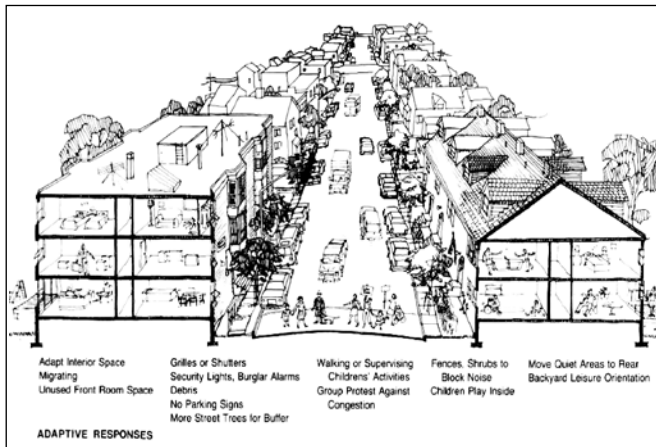 Adapt Interior Space
Migrating
Unused Front Room Space
Grilles or Shutters
Security Lights, Burglar Alarms
Debris
No Parking Signs
More Street Trees for Buffer
Walking or Supervising
Childrens' Activities
Group Protest Against
Congestion
Fences, Shrubs to
Block Noise
Children Play Inside
Move Quiet Areas to Rear
Backyard Leisure Orientation
ADAPTIVE RESPONSES